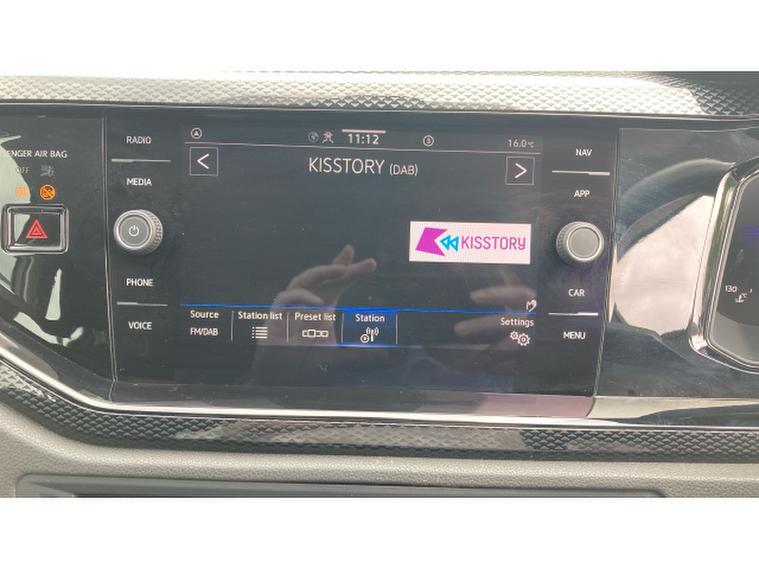 RADIO
MEDIA
PHONE
VOICE
ENGER AIR BAG
OFF
11:12
3
16.0°C
KISSTORY (DAB)
KISSTORY
Source
FM/DAB
Station list
Preset list
Station
Settings
NAV
APP
CAR
MENU
130
°C